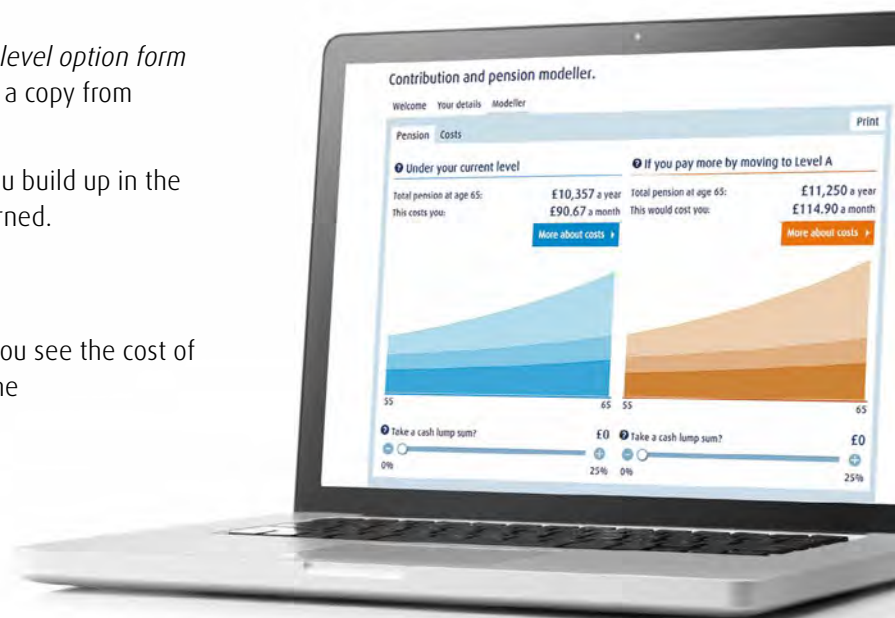 level option form
a copy from
u build up in the
rned.
ou see the cost of
ne
Contribution and pension modeller.
Welcome Your details Modeller
Print
Pension Costs
Under your current level
Total pension at age 65: £10,357 a year
This costs you: £90.67 a month
More about costs
If you pay more by moving to Level A
Total pension at age 65: £11,250 a year
This would cost you: £114.90 a month
More about costs
55 65
55 65
Take a cash lump sum? £0
0% 25%
Take a cash lump sum? £0
0% 25%